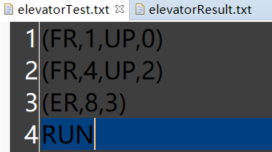 elevatorTest.txt elevatorResult.txt
1 (FR,1,UP,0)
2 (FR,4,UP,2)
3 (ER,8,3)
4 RUN